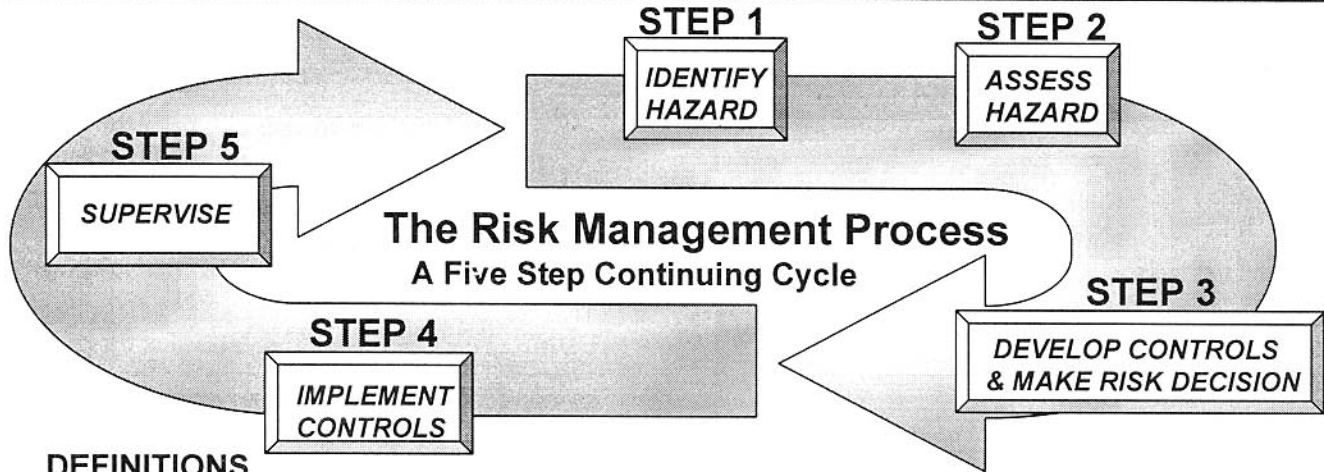 STEP 1
IDENTIFY
HAZARD
STEP 2
ASSESS
HAZARD
STEP 5
SUPERVISE
The Risk Management Process
A Five Step Continuing Cycle
STEP 3
DEVELOP CONTROLS
& MAKE RISK DECISION
STEP 4
IMPLEMENT
CONTROLS
DEFINITIONS